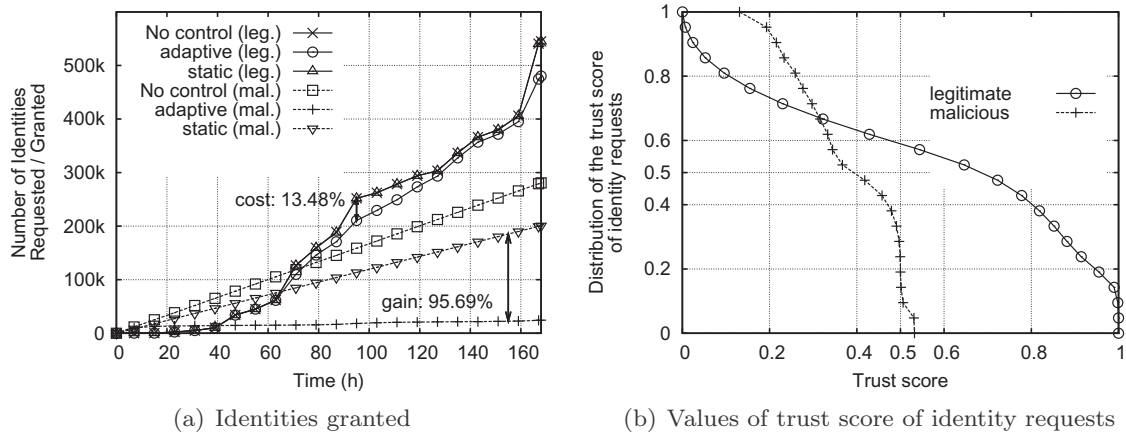 No control (leg.)
adaptive (leg.)
static (leg.)
No control (mal.)
adaptive (mal.)
static (mal.)
500k
400k
300k
200k
100k
0
cost: 13.48%
gain: 95.69%
0 20 40 60 80 100 120 140 160
Time (h)
Number of Identities
Requested / Granted
(a) Identities granted
1
0.8
0.6
0.5
0.4
0.2
0
legitimate
malicious
0 0.2 0.4 0.5 0.6 0.8 1
Trust score
Distribution of the trust score
of identity requests
(b) Values of trust score of identity requests